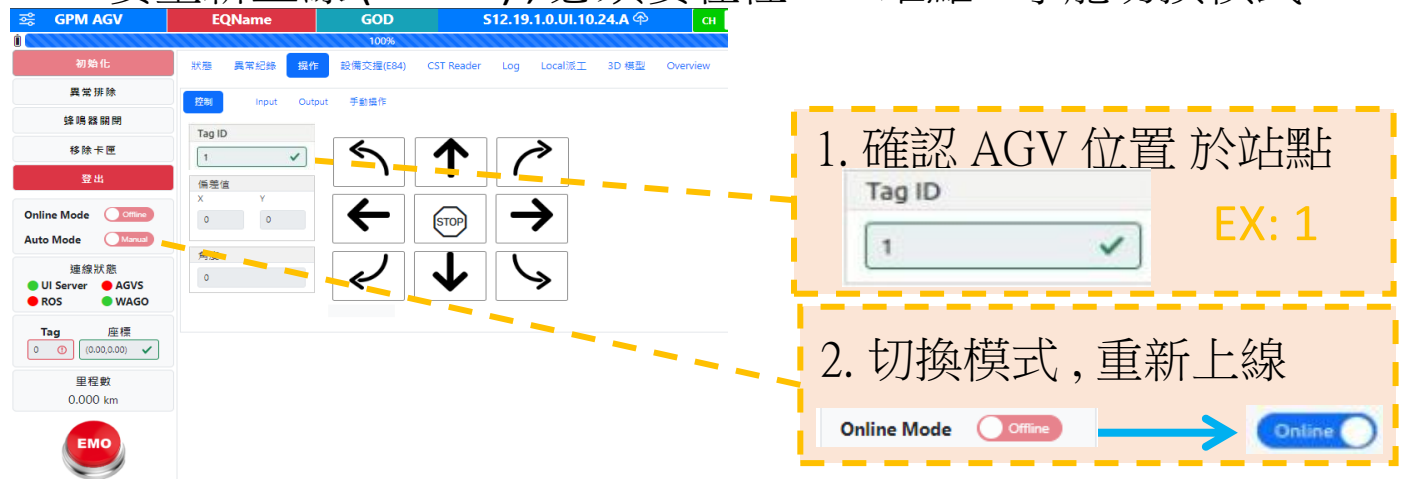 GPM AGV EQName GOD S12.19.1.0.UI.10.24.A CH
100%
初始化
異常排除
蜂鳴器關閉
移除卡匣
登出
Online Mode Offline
Auto Mode Manual
連線狀態
UI Server AGVS
ROS WAGO
Tag 座標
0 (0.00,0.00)
里程數
0.000 km
EMO
狀態 異常紀錄 操作 設備交握(E84) CST Reader Log Local派工 3D 模型 Overview
控制 Input Output 手動操作
Tag ID
1
偏差值
X Y
0 0
角度
0
STOP
1. 確認 AGV 位置 於站點
Tag ID
1
EX: 1
2. 切換模式 , 重新上線
Online Mode Offline
Online